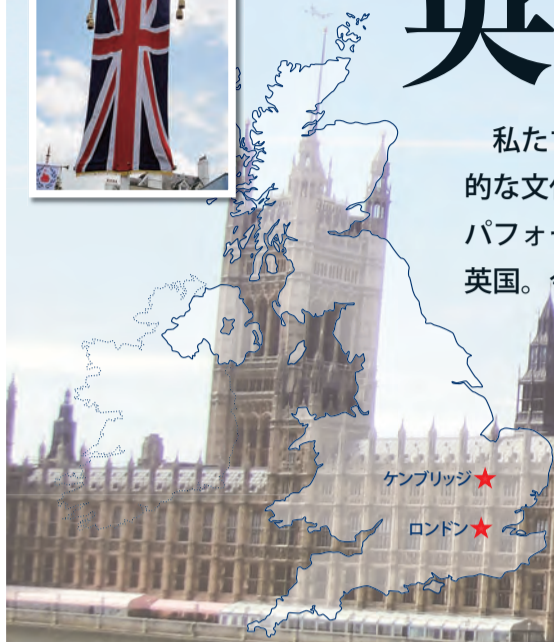 英
私た
的な文
パフォー
英国。
ケンブリッジ
ロンドン